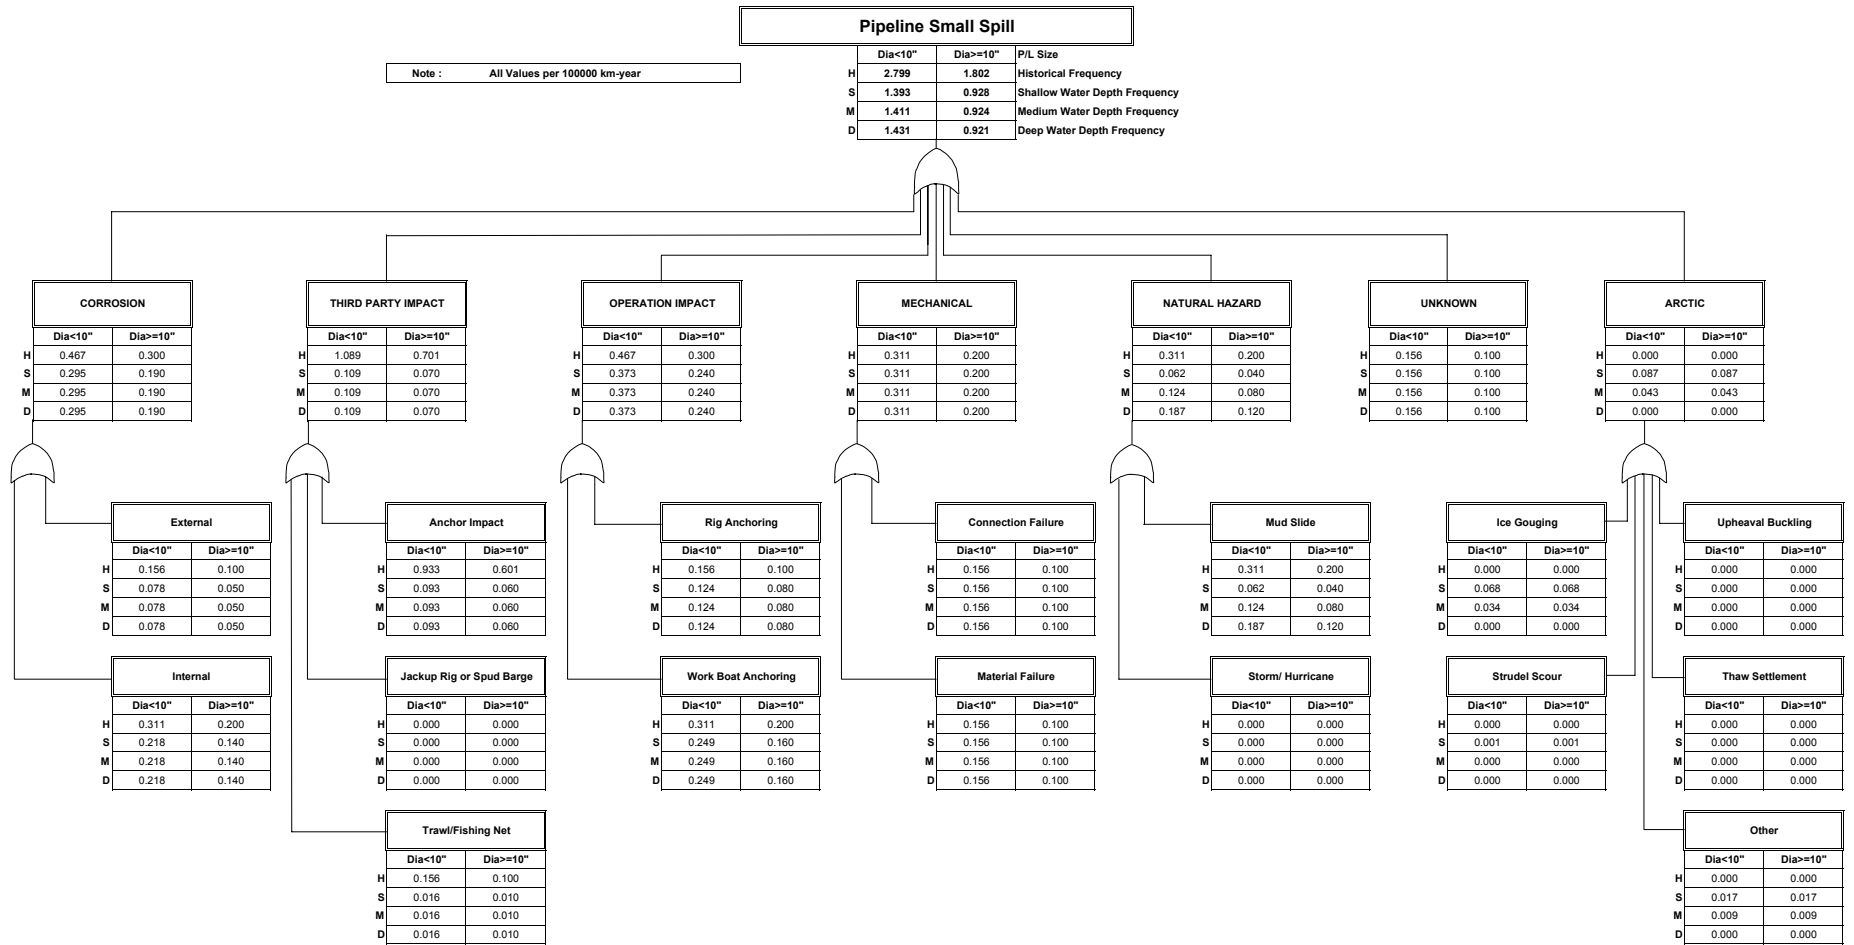 Pipeline Small Spill
Dia<10" Dia>=10" P/L Size
Note : All Values per 100000 km-year
H 2.799 1.802 Historical Frequency
S 1.393 0.928 Shallow Water Depth Frequency
M 1.411 0.924 Medium Water Depth Frequency
D 1.431 0.921 Deep Water Depth Frequency
CORROSION
Dia<10" Dia>=10"
H 0.467 0.300
S 0.295 0.190
M 0.295 0.190
D 0.295 0.190
THIRD PARTY IMPACT
Dia<10" Dia>=10"
H 1.089 0.701
S 0.109 0.070
M 0.109 0.070
D 0.109 0.070
OPERATION IMPACT
Dia<10" Dia>=10"
H 0.467 0.300
S 0.373 0.240
M 0.373 0.240
D 0.373 0.240
MECHANICAL
Dia<10" Dia>=10"
H 0.311 0.200
S 0.311 0.200
M 0.311 0.200
D 0.311 0.200
NATURAL HAZARD
Dia<10" Dia>=10"
H 0.311 0.200
S 0.062 0.040
M 0.124 0.080
D 0.187 0.120
UNKNOWN
Dia<10" Dia>=10"
H 0.156 0.100
S 0.156 0.100
M 0.156 0.100
D 0.156 0.100
ARCTIC
Dia<10" Dia>=10"
H 0.000 0.000
S 0.087 0.087
M 0.043 0.043
D 0.000 0.000
External
Dia<10" Dia>=10"
H 0.156 0.100
S 0.078 0.050
M 0.078 0.050
D 0.078 0.050
Anchor Impact
Dia<10" Dia>=10"
H 0.933 0.601
S 0.093 0.060
M 0.093 0.060
D 0.093 0.060
Rig Anchoring
Dia<10" Dia>=10"
H 0.156 0.100
S 0.124 0.080
M 0.124 0.080
D 0.124 0.080
Connection Failure
Dia<10" Dia>=10"
H 0.156 0.100
S 0.156 0.100
M 0.156 0.100
D 0.156 0.100
Mud Slide
Dia<10" Dia>=10"
H 0.311 0.200
S 0.062 0.040
M 0.124 0.080
D 0.187 0.120
Ice Gouging
Dia<10" Dia>=10"
H 0.000 0.000
S 0.068 0.068
M 0.034 0.034
D 0.000 0.000
Upheaval Buckling
Dia<10" Dia>=10"
H 0.000 0.000
S 0.000 0.000
M 0.000 0.000
D 0.000 0.000
Internal
Dia<10" Dia>=10"
H 0.311 0.200
S 0.218 0.140
M 0.218 0.140
D 0.218 0.140
Jackup Rig or Spud Barge
Dia<10" Dia>=10"
H 0.000 0.000
S 0.000 0.000
M 0.000 0.000
D 0.000 0.000
Work Boat Anchoring
Dia<10" Dia>=10"
H 0.311 0.200
S 0.249 0.160
M 0.249 0.160
D 0.249 0.160
Material Failure
Dia<10" Dia>=10"
H 0.156 0.100
S 0.156 0.100
M 0.156 0.100
D 0.156 0.100
Storm/ Hurricane
Dia<10" Dia>=10"
H 0.000 0.000
S 0.000 0.000
M 0.000 0.000
D 0.000 0.000
Strudel Scour
Dia<10" Dia>=10"
H 0.000 0.000
S 0.001 0.001
M 0.000 0.000
D 0.000 0.000
Thaw Settlement
Dia<10" Dia>=10"
H 0.000 0.000
S 0.000 0.000
M 0.000 0.000
D 0.000 0.000
Trawl/Fishing Net
Dia<10" Dia>=10"
H 0.156 0.100
S 0.016 0.010
M 0.016 0.010
D 0.016 0.010
Other
Dia<10" Dia>=10"
H 0.000 0.000
S 0.017 0.017
M 0.009 0.009
D 0.000 0.000